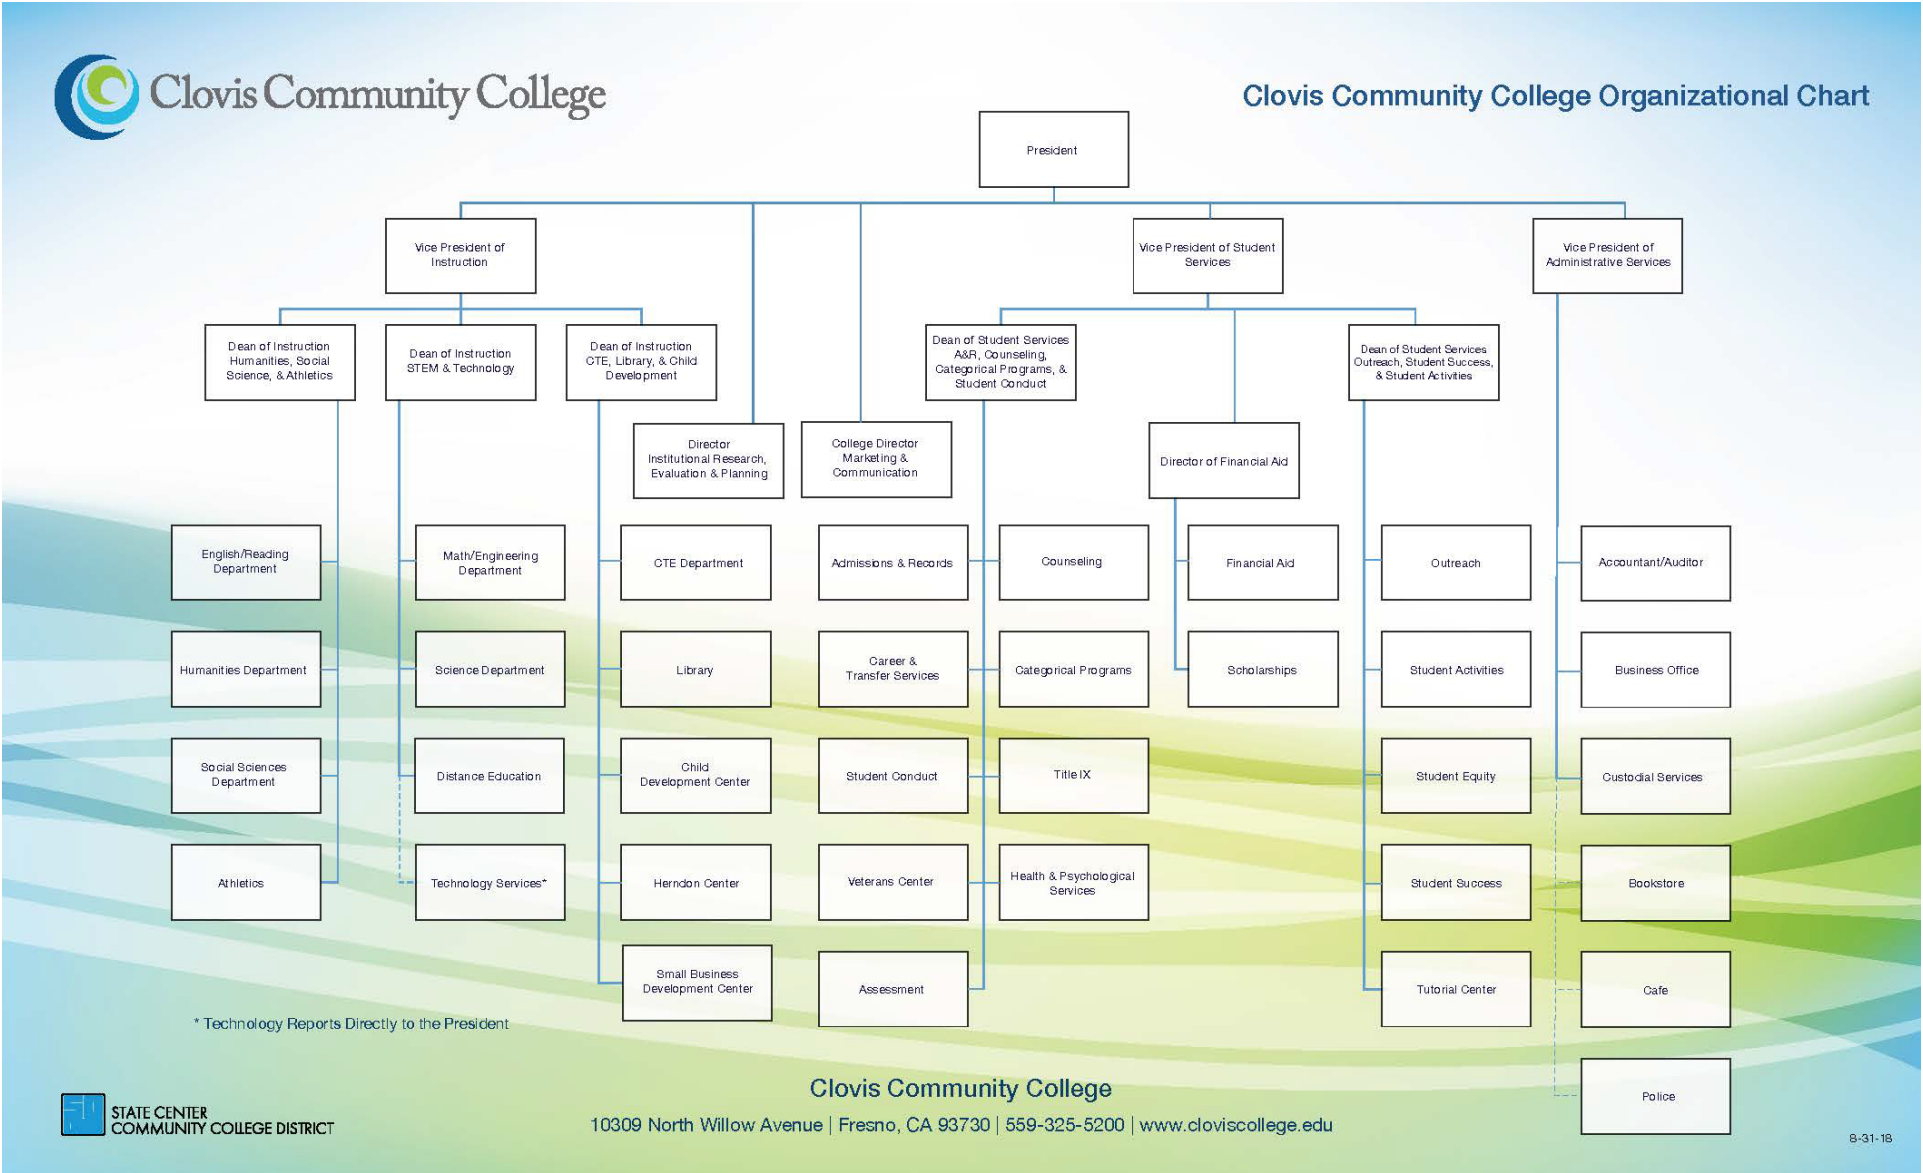 Clovis Community College
Clovis Community College Organizational Chart
President
Vice President of
Instruction
Vice President of Student
Services
Vice President of
Administrative Services
Dean of Instruction
Humanities, Social
Science, & Athletics
Dean of Instruction
STEM & Technology
Dean of Instruction
CTE, Library, & Child
Development
Dean of Student Services
A&R, Counseling,
Categorical Programs, &
Student Conduct
Dean of Student Services
Outreach, Student Success,
& Student Activities
Director
Institutional Research,
Evaluation & Planning
College Director
Marketing &
Communication
Director of Financial Aid
English/Reading
Department
Math/Engineering
Department
CTE Department
Admissions & Records
Counseling
Financial Aid
Outreach
Accountant/Auditor
Humanities Department
Science Department
Library
Career &
Transfer Services
Categorical Programs
Scholarships
Student Activities
Business Office
Social Sciences
Department
Distance Education
Child
Development Center
Student Conduct
Title IX
Student Equity
Custodial Services
Athletics
Technology Services*
Herndon Center
Veterans Center
Health & Psychological
Services
Student Success
Bookstore
Small Business
Development Center
Assessment
Tutorial Center
Cafe
* Technology Reports Directly to the President
Police
Clovis Community College
10309 North Willow Avenue | Fresno, CA 93730 | 559-325-5200 | www.cloviscollege.edu
STATE CENTER
COMMUNITY COLLEGE DISTRICT
8-31-18